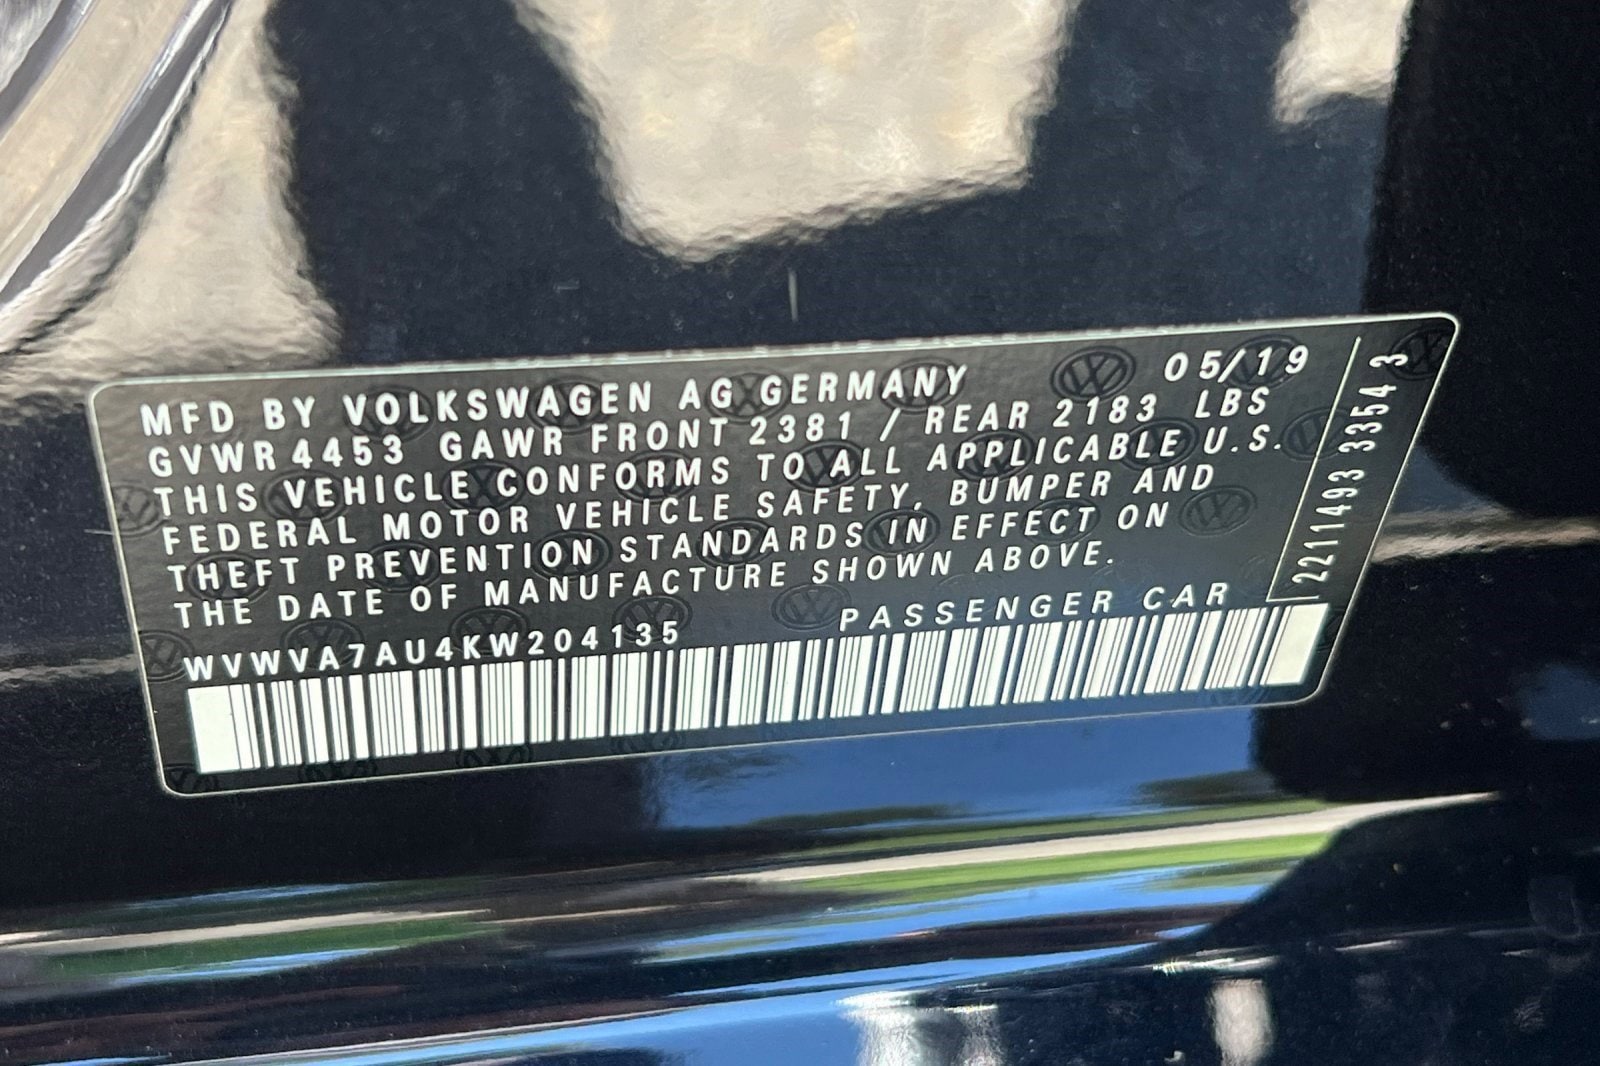 MFD BY VOLKSWAGEN AG GERMANY 05/19
GVWR 4453 GAWR FRONT 2381 / REAR 2183 LBS
THIS VEHICLE CONFORMS TO ALL APPLICABLE U.S.
FEDERAL MOTOR VEHICLE SAFETY, BUMPER AND
THEFT PREVENTION STANDARDS IN EFFECT ON
THE DATE OF MANUFACTURE SHOWN ABOVE.
WVWVA7AU4KW204135 PASSENGER CAR
2211493 3354 3